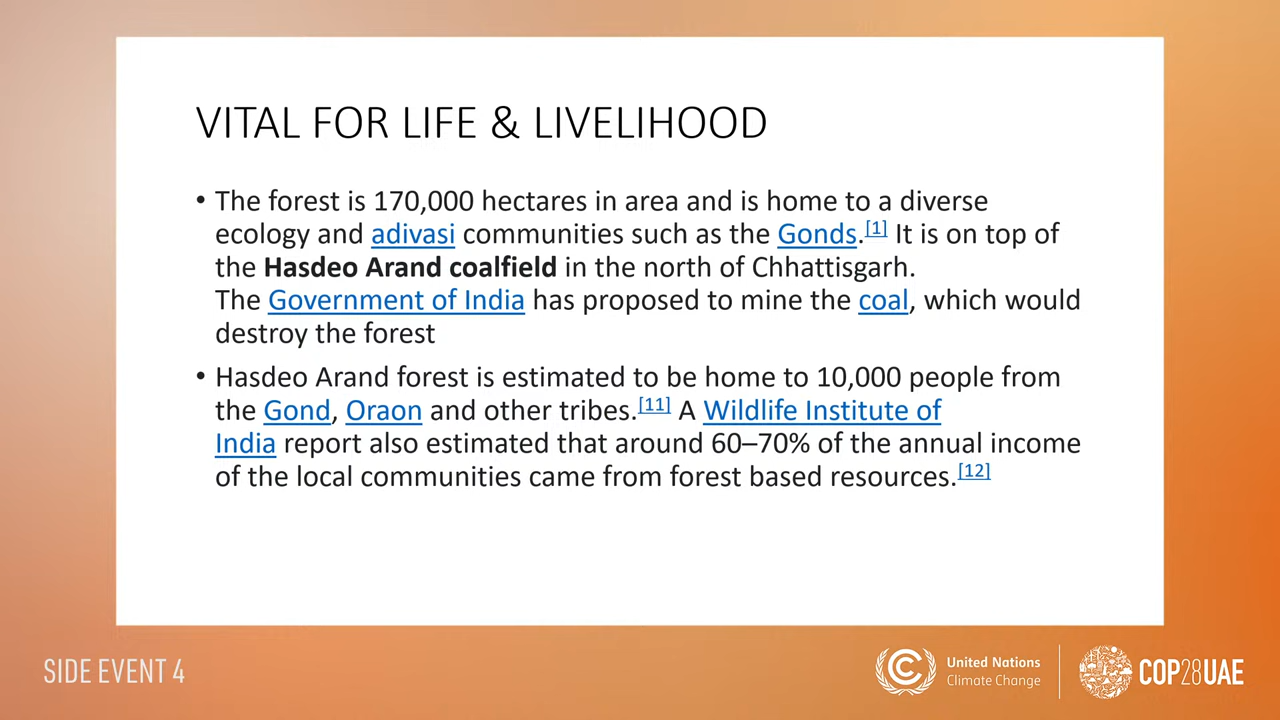 VITAL FOR LIFE & LIVELIHOOD
• The forest is 170,000 hectares in area and is home to a diverse
ecology and adivasi communities such as the Gonds.[1] It is on top of
the Hasdeo Arand coalfield in the north of Chhattisgarh.
The Government of India has proposed to mine the coal, which would
destroy the forest
• Hasdeo Arand forest is estimated to be home to 10,000 people from
the Gond, Oraon and other tribes.[11] A Wildlife Institute of
India report also estimated that around 60–70% of the annual income
of the local communities came from forest based resources.[12]
SIDE EVENT 4
United Nations
Climate Change
COP28UAE